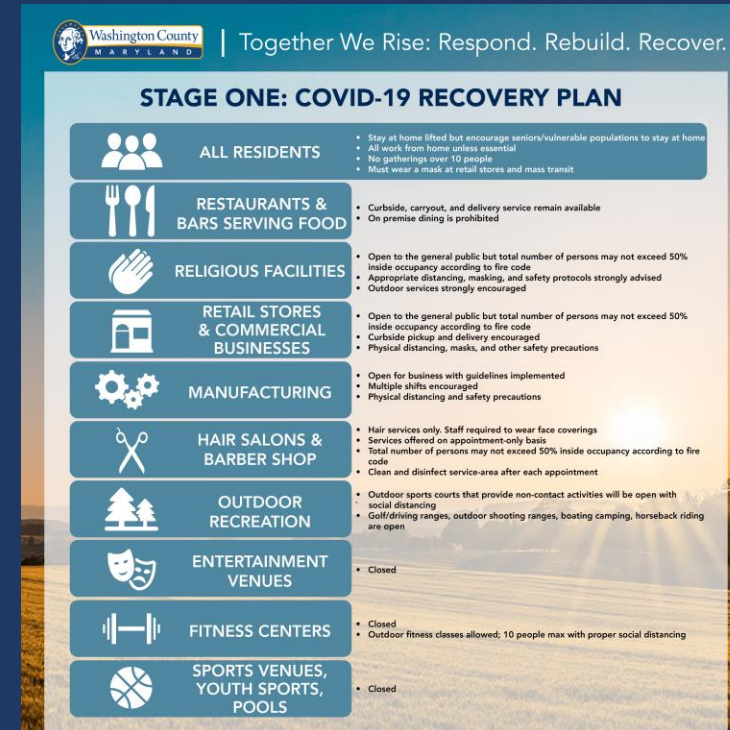 Washington County
MARYLAND
Together We Rise: Respond. Rebuild. Recover.
STAGE ONE: COVID-19 RECOVERY PLAN
ALL RESIDENTS
• Stay at home lifted but encourage seniors/vulnerable populations to stay at home
• All work from home unless essential
• No gatherings over 10 people
• Must wear a mask at retail stores and mass transit
RESTAURANTS &
BARS SERVING FOOD
• Curbside, carryout, and delivery service remain available
• On premise dining is prohibited
RELIGIOUS FACILITIES
• Open to the general public but total number of persons may not exceed 50%
inside occupancy according to fire code
• Appropriate distancing, masking, and safety protocols strongly advised
• Outdoor services strongly encouraged
RETAIL STORES
& COMMERCIAL
BUSINESSES
• Open to the general public but total number of persons may not exceed 50%
inside occupancy according to fire code
• Curbside pickup and delivery encouraged
• Physical distancing, masks, and other safety precautions
MANUFACTURING
• Open for business with guidelines implemented
• Multiple shifts encouraged
• Physical distancing and safety precautions
HAIR SALONS &
BARBER SHOP
• Hair services only. Staff required to wear face coverings
• Services offered on appointment-only basis
• Total number of persons may not exceed 50% inside occupancy according to fire
code
• Clean and disinfect service-area after each appointment
OUTDOOR
RECREATION
• Outdoor sports courts that provide non-contact activities will be open with
social distancing
• Golf/driving ranges, outdoor shooting ranges, boating camping, horseback riding
are open
ENTERTAINMENT
VENUES
• Closed
FITNESS CENTERS
• Closed
• Outdoor fitness classes allowed; 10 people max with proper social distancing
SPORTS VENUES,
YOUTH SPORTS,
POOLS
• Closed